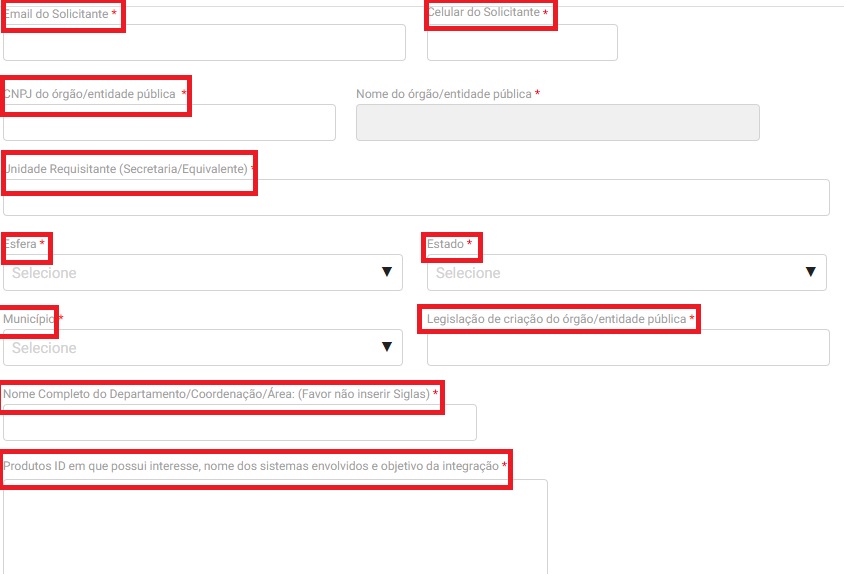 Email do Solicitante *
Celular do Solicitante *
CNPJ do órgão/entidade pública *
Nome do órgão/entidade pública *
Unidade Requisitante (Secretaria/Equivalente) *
Esfera *
Estado *
Selecione
Selecione
Município *
Legislação de criação do órgão/entidade pública *
Selecione
Nome Completo do Departamento/Coordenação/Área: (Favor não inserir Siglas) *
Produtos ID em que possui interesse, nome dos sistemas envolvidos e objetivo da integração *